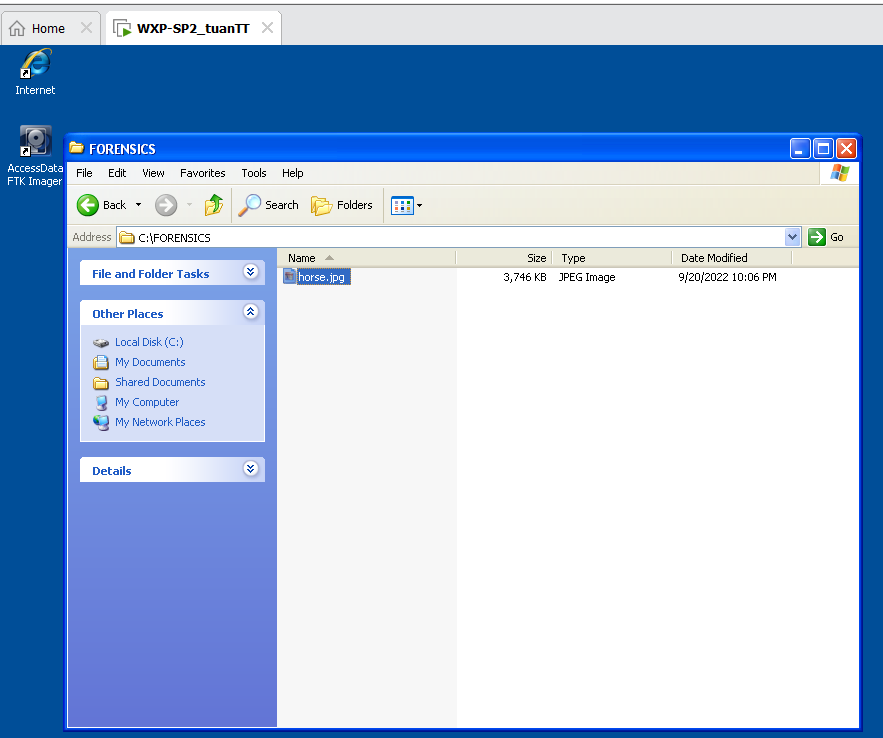 Home
WXP-SP2_tuanTT
Internet
AccessData
FTK Imager
FORENSICS
File Edit View Favorites Tools Help
Back Search Folders
Address C:\FORENSICS Go
File and Folder Tasks
Other Places
Local Disk (C:)
My Documents
Shared Documents
My Computer
My Network Places
Details
Name Size Type Date Modified
horse.jpg 3,746 KB JPEG Image 9/20/2022 10:06 PM